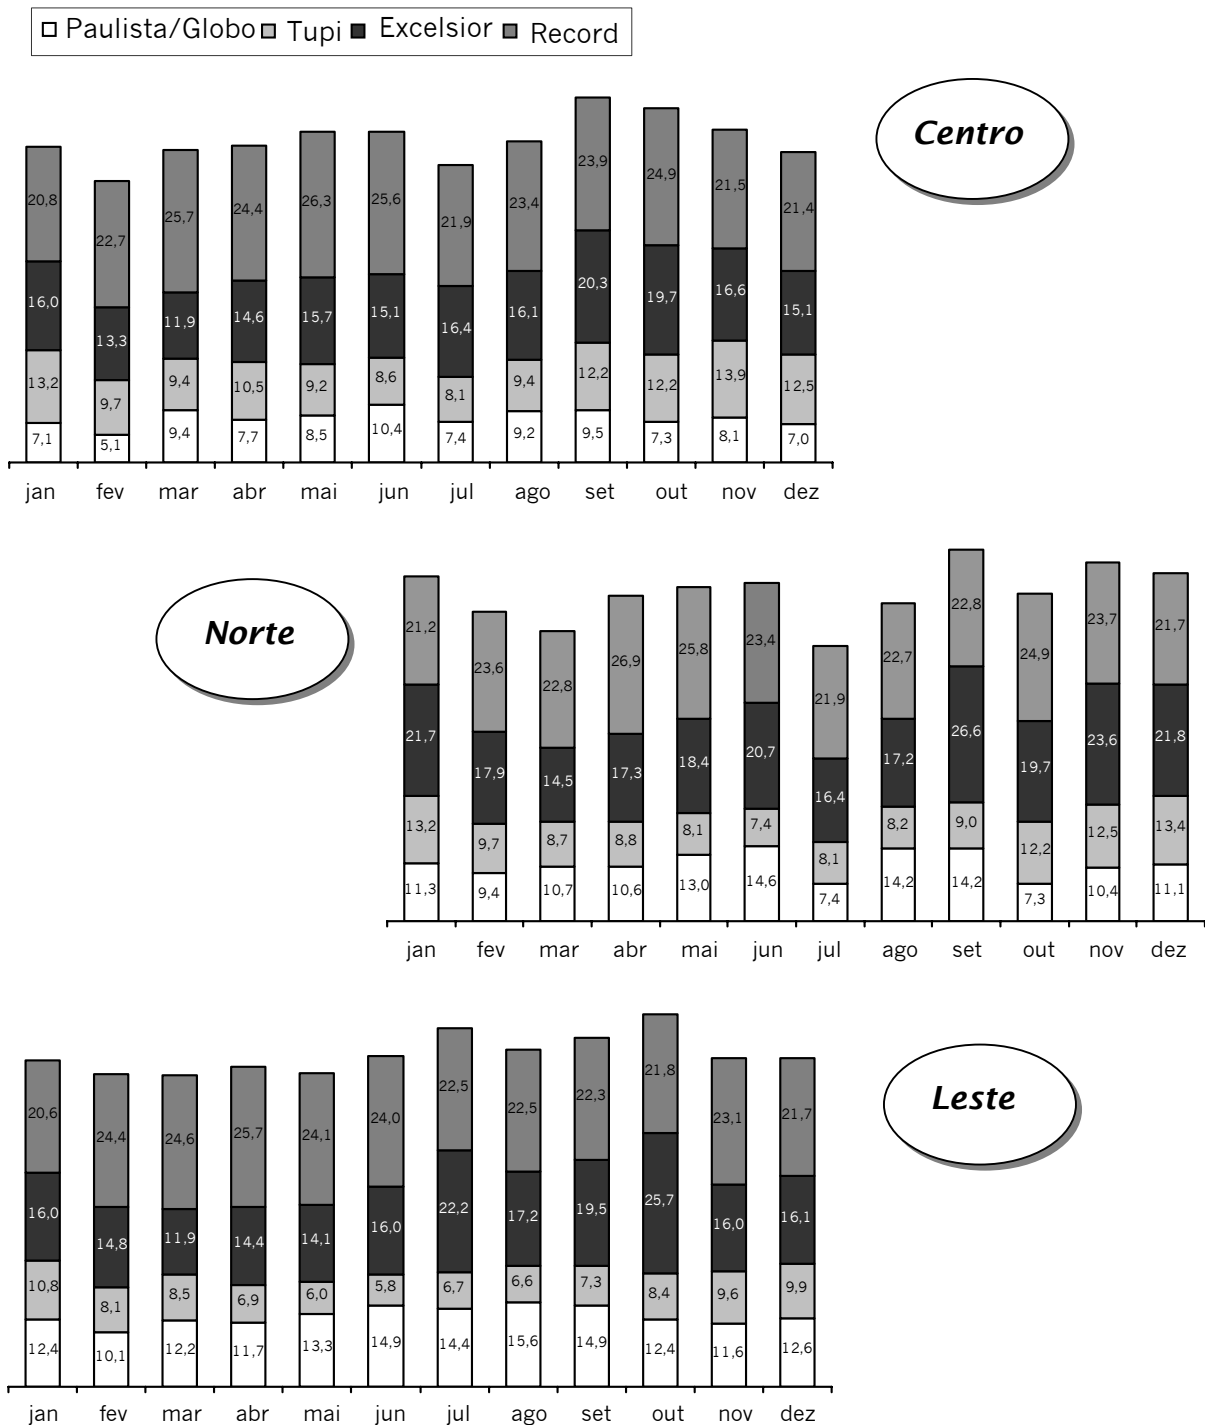 Paulista/Globo Tupi Excelsior Record
Centro
20,8 22,7 25,7 24,4 26,3 25,6 21,9 23,4 23,9 24,9 21,5 21,4
16,0 13,3 11,9 14,6 15,7 15,1 16,4 16,1 20,3 19,7 16,6 15,1
13,2 9,7 9,4 10,5 9,2 8,6 8,1 9,4 12,2 12,2 13,9 12,5
7,1 5,1 9,4 7,7 8,5 10,4 7,4 9,2 9,5 7,3 8,1 7,0
jan fev mar abr mai jun jul ago set out nov dez
Norte
21,2 23,6 22,8 26,9 25,8 23,4 21,9 22,7 22,8 24,9 23,7 21,7
21,7 17,9 14,5 17,3 18,4 20,7 16,4 17,2 26,6 19,7 23,6 21,8
13,2 9,7 8,7 8,8 8,1 7,4 8,1 8,2 9,0 12,2 12,5 13,4
11,3 9,4 10,7 10,6 13,0 14,6 7,4 14,2 14,2 7,3 10,4 11,1
jan fev mar abr mai jun jul ago set out nov dez
Leste
20,6 24,4 24,6 25,7 24,1 24,0 22,5 22,5 22,3 21,8 23,1 21,7
16,0 14,8 11,9 14,4 14,1 16,0 22,2 17,2 19,5 25,7 16,0 16,1
10,8 8,1 8,5 6,9 6,0 5,8 6,7 6,6 7,3 8,4 9,6 9,9
12,4 10,1 12,2 11,7 13,3 14,9 14,4 15,6 14,9 12,4 11,6 12,6
jan fev mar abr mai jun jul ago set out nov dez